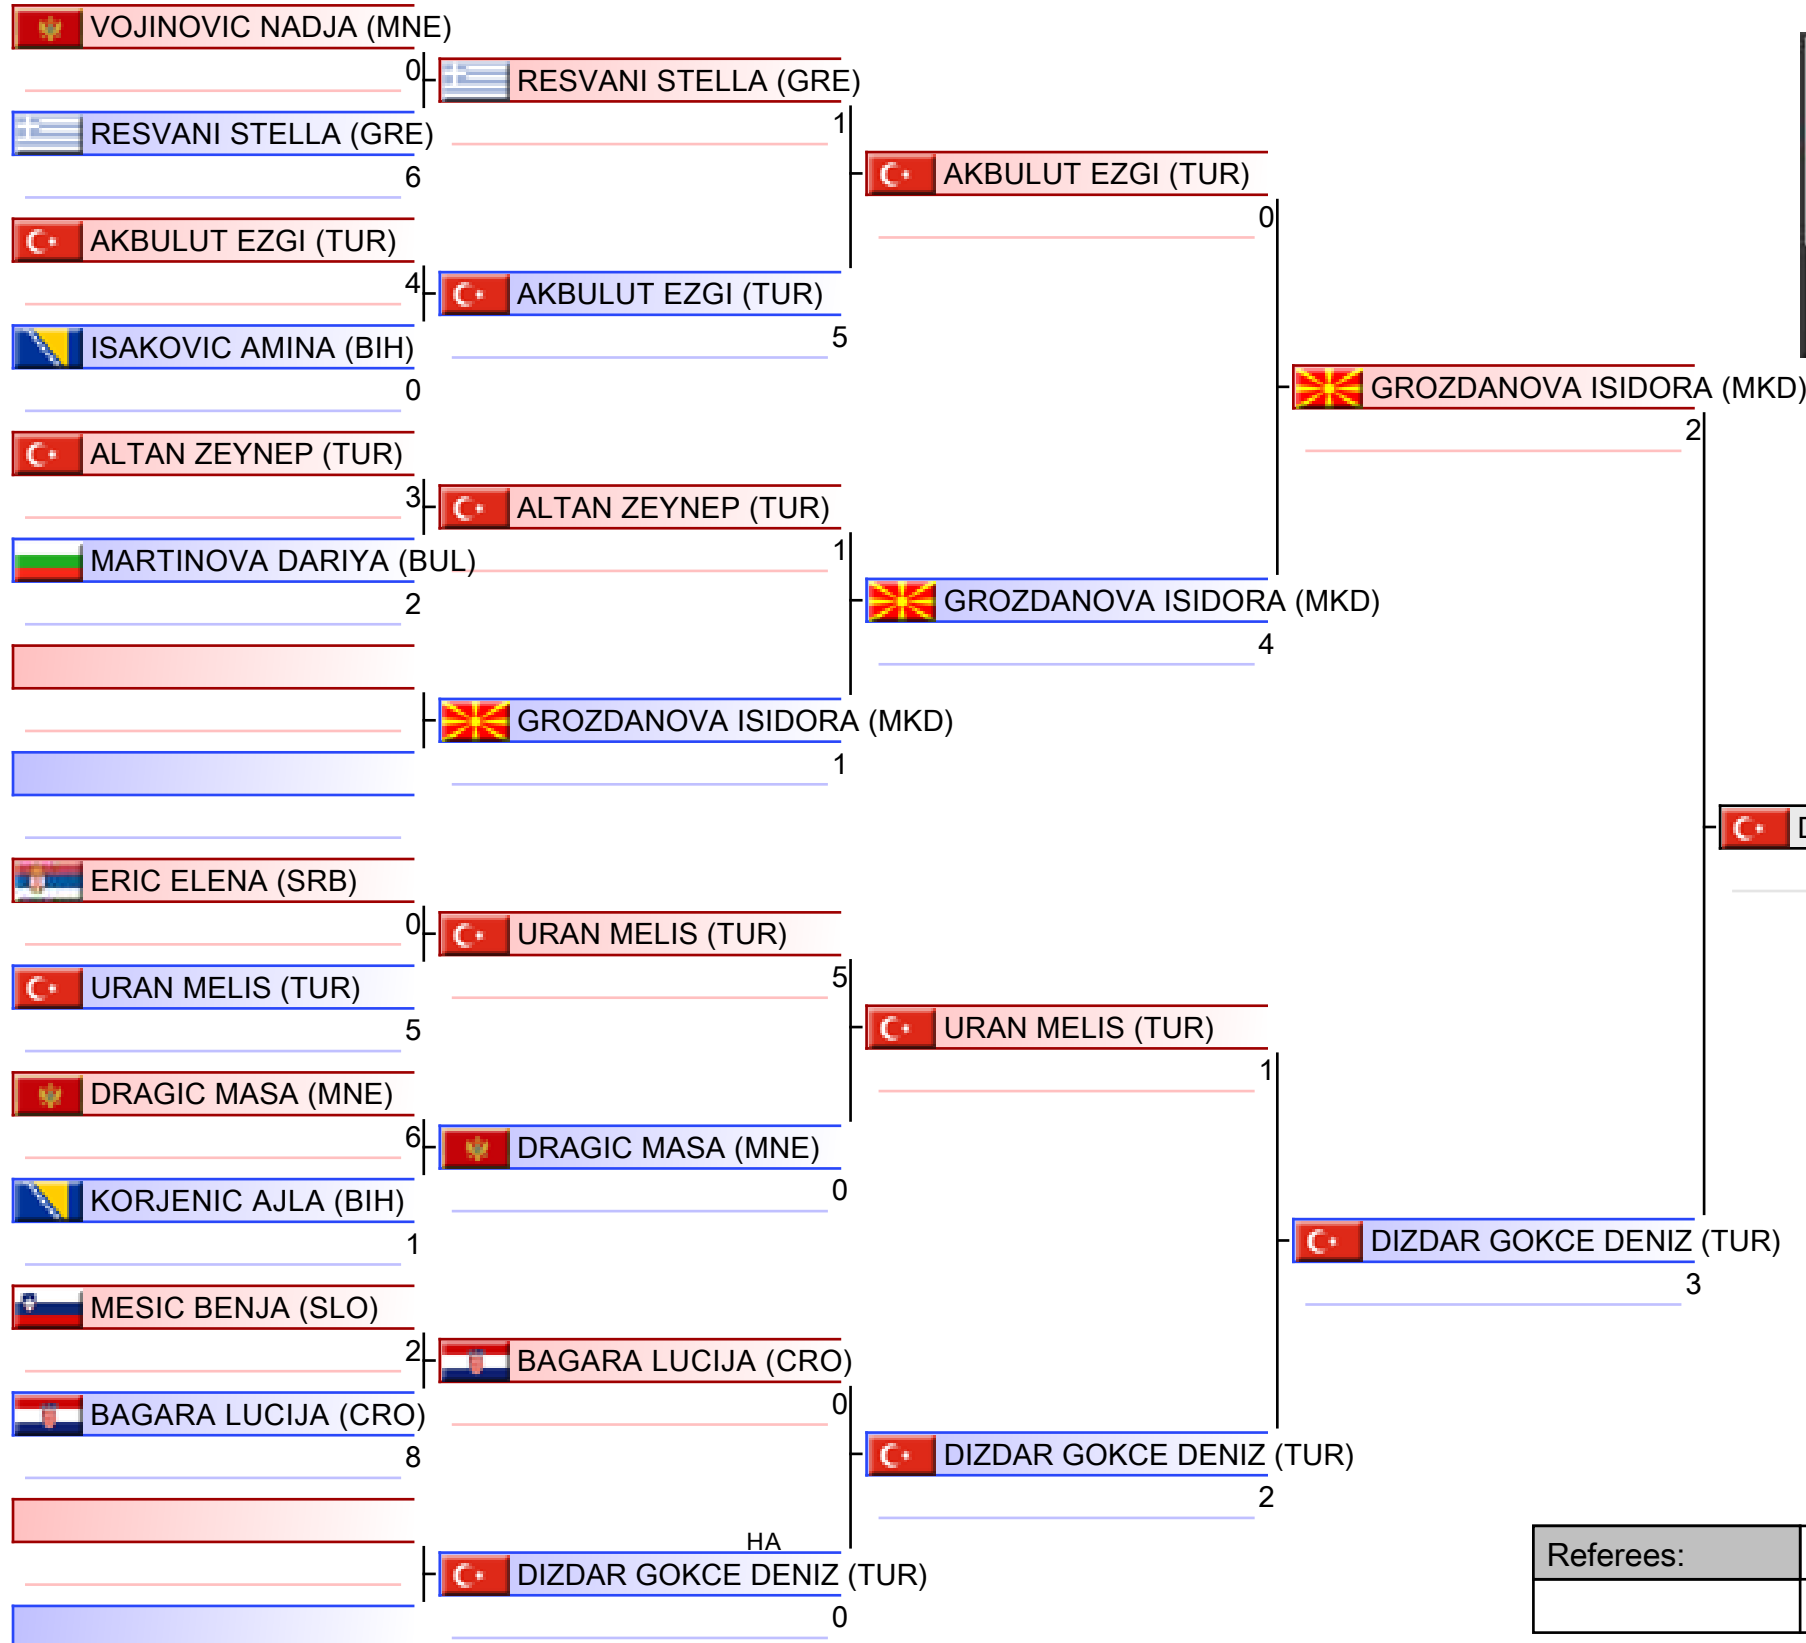 VOJINOVIC NADJA (MNE)
0
RESVANI STELLA (GRE)
6
AKBULUT EZGI (TUR)
4
ISAKOVIC AMINA (BIH)
0
ALTAN ZEYNEP (TUR)
3
MARTINOVA DARIYA (BUL)
2
ERIC ELENA (SRB)
0
URAN MELIS (TUR)
5
DRAGIC MASA (MNE)
6
KORJENIC AJLA (BIH)
1
MESIC BENJA (SLO)
2
BAGARA LUCIJA (CRO)
8
RESVANI STELLA (GRE)
1
AKBULUT EZGI (TUR)
5
ALTAN ZEYNEP (TUR)
1
GROZDANOVA ISIDORA (MKD)
1
URAN MELIS (TUR)
5
DRAGIC MASA (MNE)
0
BAGARA LUCIJA (CRO)
0
HA
DIZDAR GOKCE DENIZ (TUR)
0
AKBULUT EZGI (TUR)
0
GROZDANOVA ISIDORA (MKD)
4
URAN MELIS (TUR)
1
DIZDAR GOKCE DENIZ (TUR)
2
GROZDANOVA ISIDORA (MKD)
2
DIZDAR GOKCE DENIZ (TUR)
3
Referees: